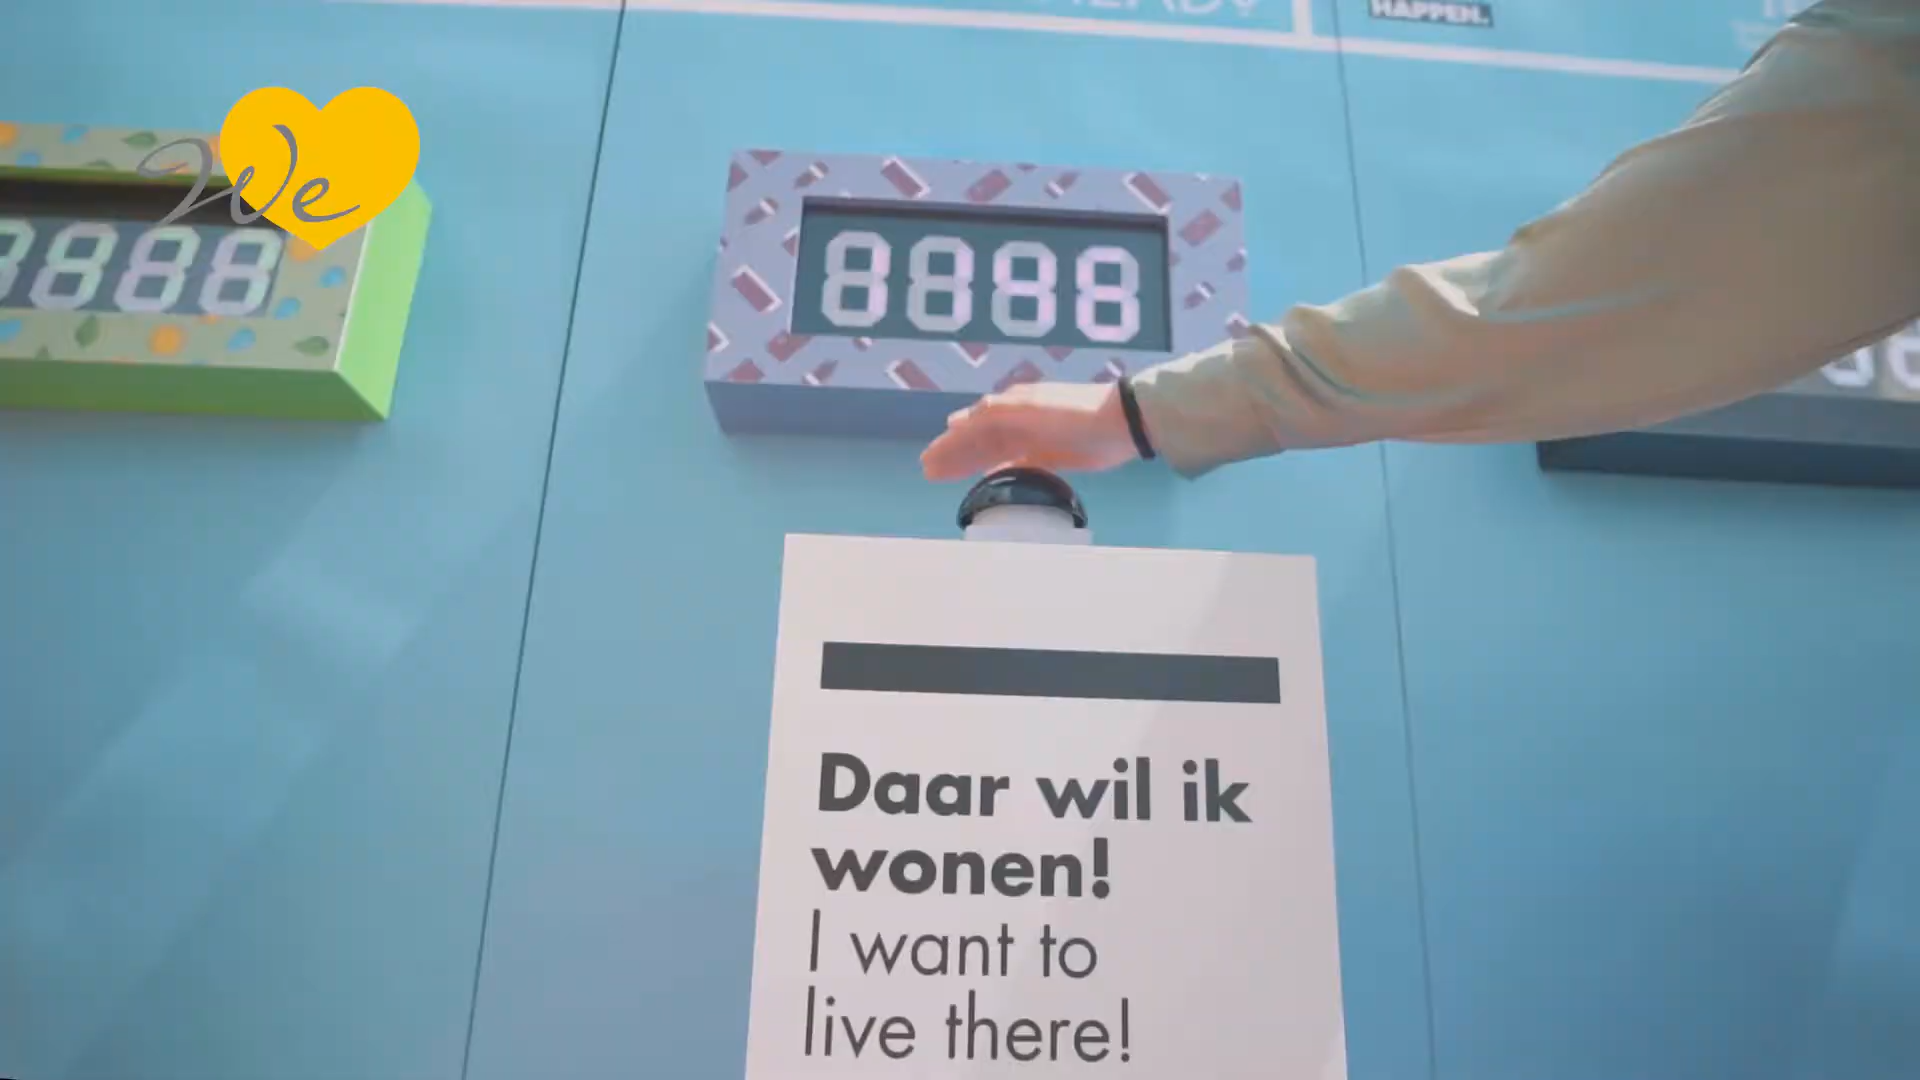 HAPPEN.
We
8888
8888
Daar wil ik
wonen!
I want to
live there!